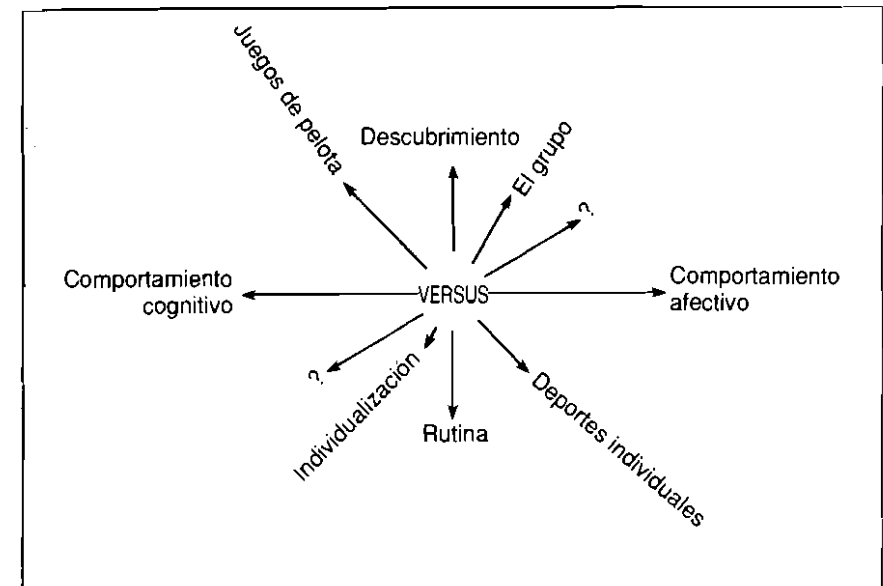 Juegos de pelota
Descubrimiento
El grupo
?
Comportamiento
cognitivo
VERSUS
Comportamiento
afectivo
?
Individualización
Rutina
Deportes individuales